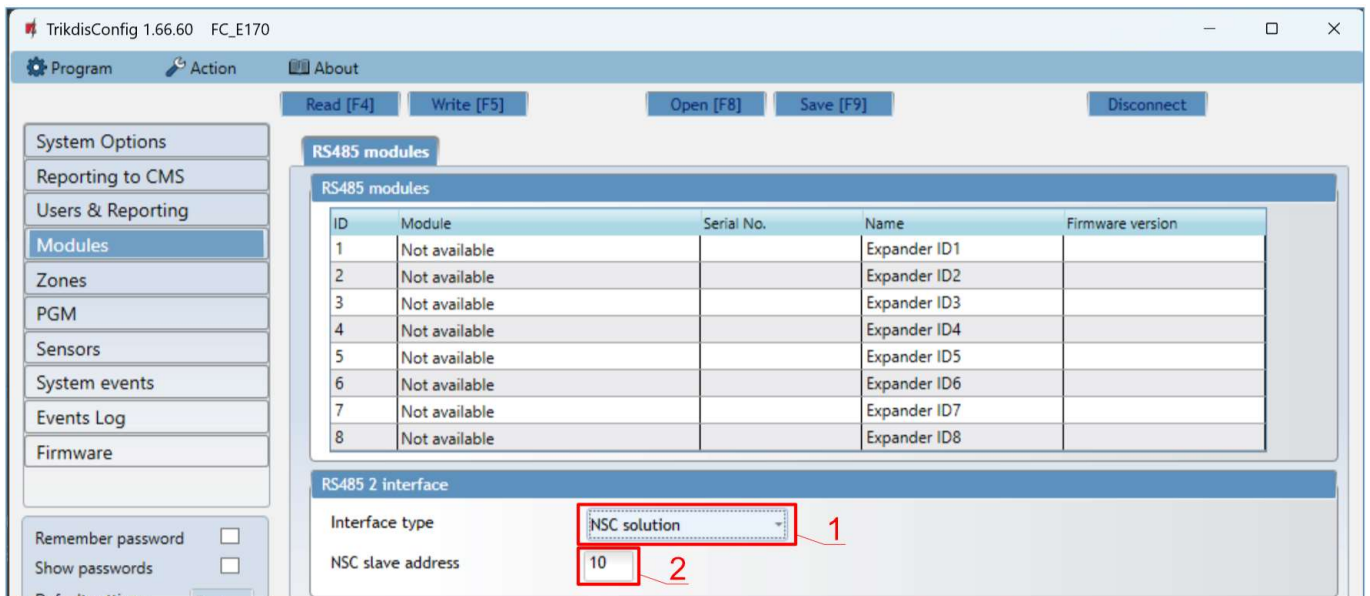 TrikdisConfig 1.66.60 FC_E170
Program Action About
Read [F4] Write [F5] Open [F8] Save [F9] Disconnect
System Options
Reporting to CMS
Users & Reporting
Modules
Zones
PGM
Sensors
System events
Events Log
Firmware
Remember password
Show passwords
RS485 modules
RS485 modules
ID Module Serial No. Name Firmware version
1 Not available Expander ID1
2 Not available Expander ID2
3 Not available Expander ID3
4 Not available Expander ID4
5 Not available Expander ID5
6 Not available Expander ID6
7 Not available Expander ID7
8 Not available Expander ID8
RS485 2 interface
Interface type NSC solution 1
NSC slave address 10 2